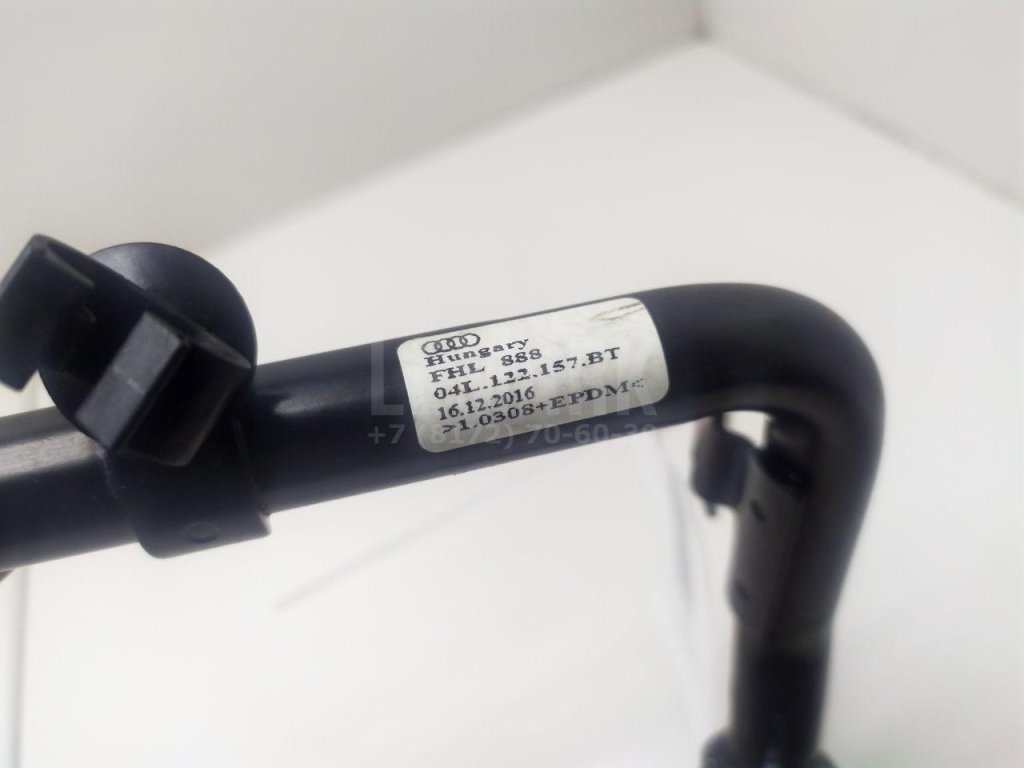 Hungary
FHL 888
04L.122.157.BT
16.12.2016
>1.0308+EPDM<